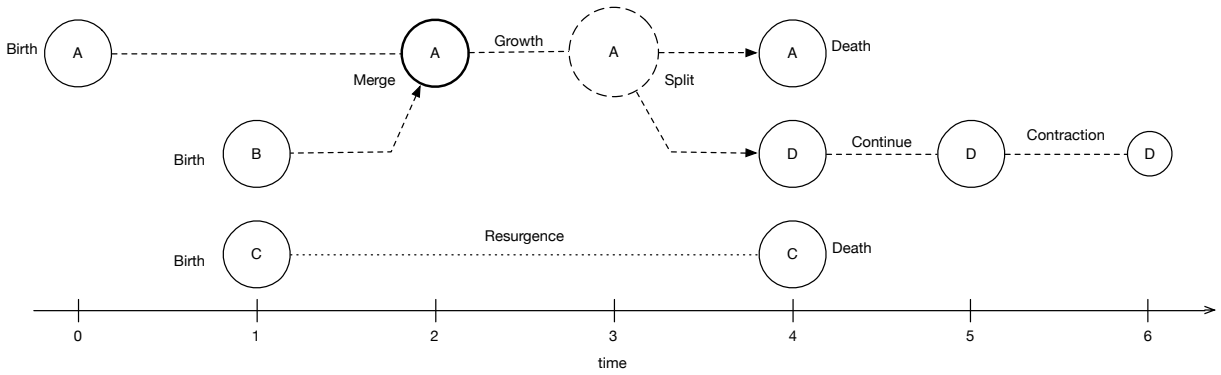 Birth
A
A
Growth
A
A
Death
Merge
Split
Birth
B
D
Continue
D
Contraction
D
Birth
C
Resurgence
C
Death
0
1
2
3
4
5
6
time